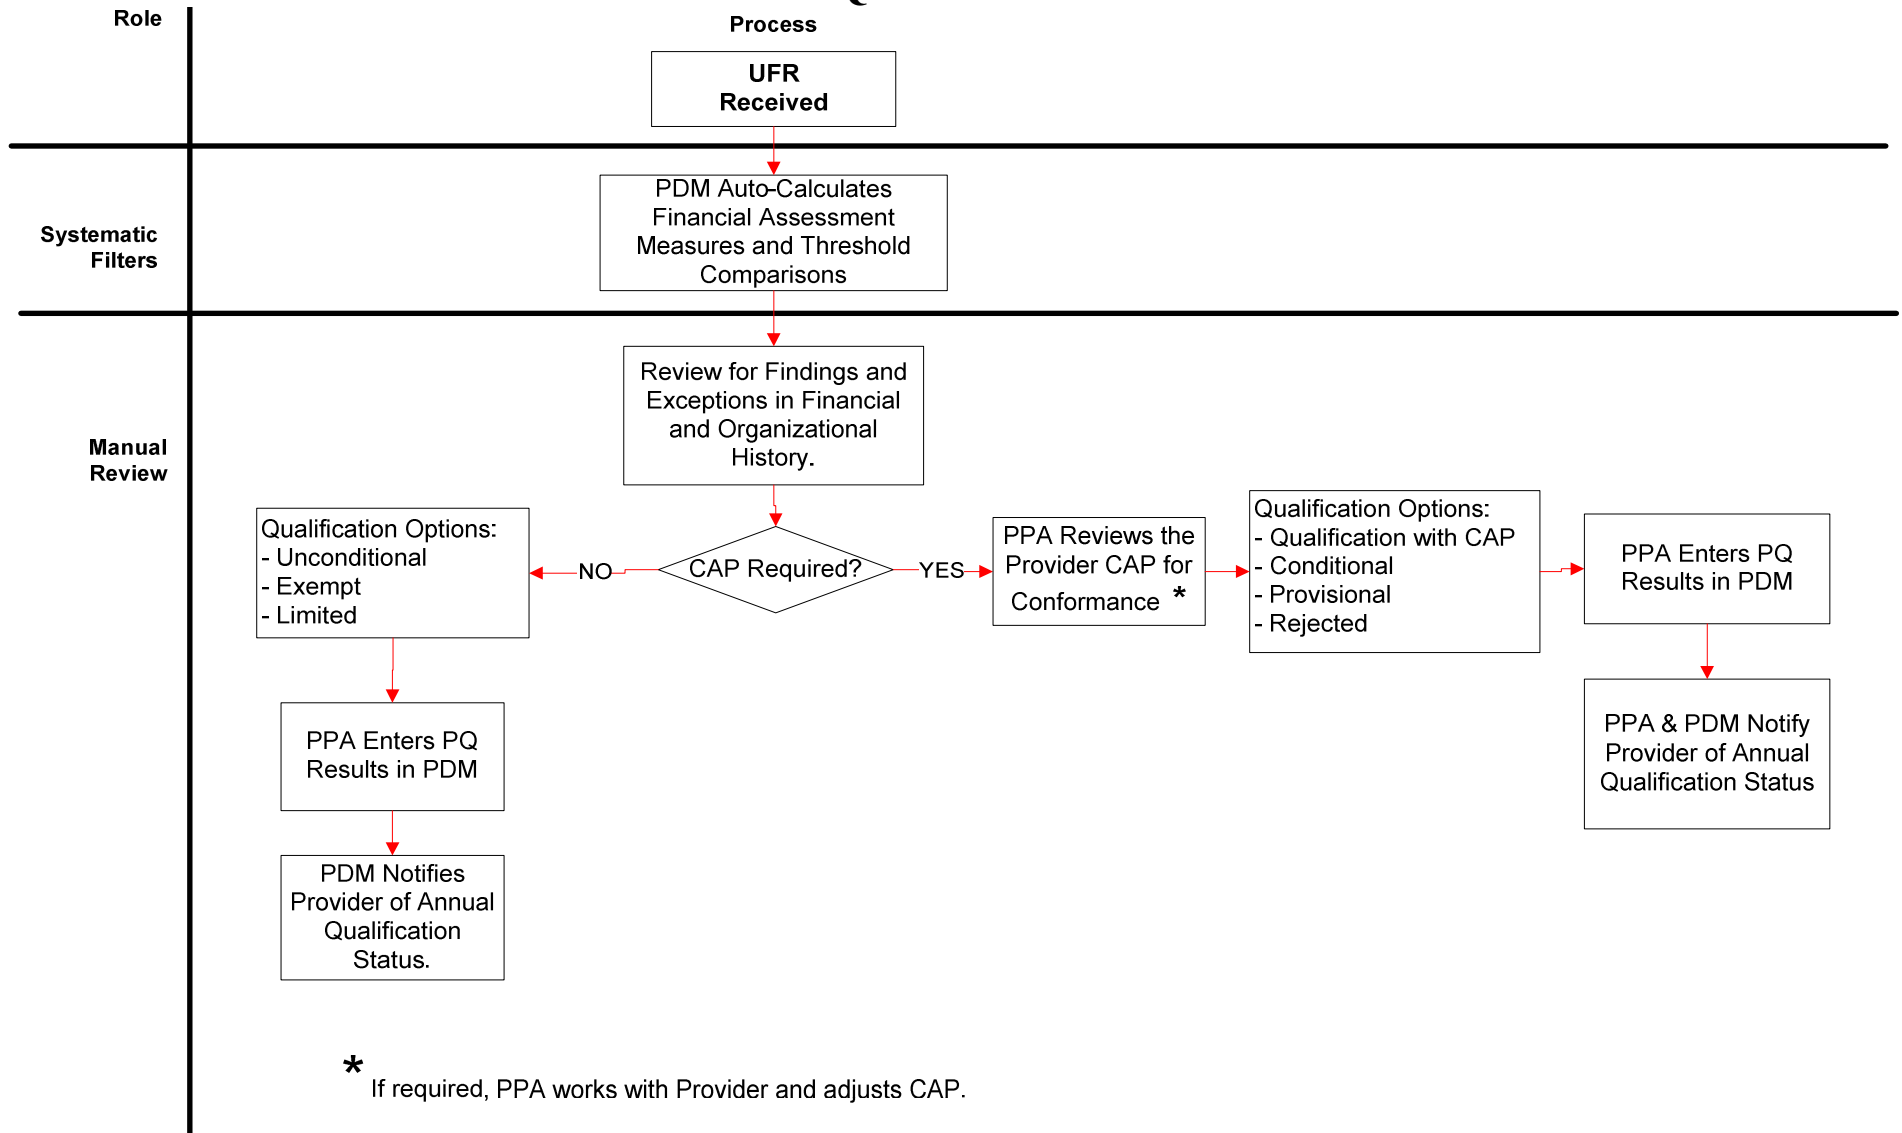 Role
Process
UFR
Received
Systematic
Filters
PDM Auto-Calculates
Financial Assessment
Measures and Threshold
Comparisons
Manual
Review
Review for Findings and
Exceptions in Financial
and Organizational
History.
CAP Required?
NO
Qualification Options:
- Unconditional
- Exempt
- Limited
PPA Enters PQ
Results in PDM
PDM Notifies
Provider of Annual
Qualification
Status.
YES
PPA Reviews the
Provider CAP for
Conformance *
Qualification Options:
- Qualification with CAP
- Conditional
- Provisional
- Rejected
PPA Enters PQ
Results in PDM
PPA & PDM Notify
Provider of Annual
Qualification Status
* If required, PPA works with Provider and adjusts CAP.